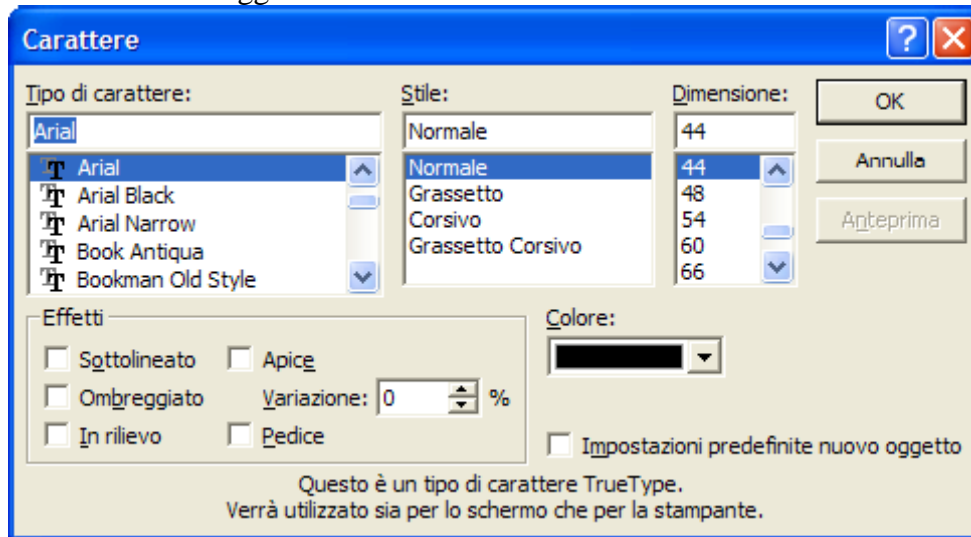 Carattere
Tipo di carattere:
Arial
Arial
Arial Black
Arial Narrow
Book Antiqua
Bookman Old Style
Stile:
Normale
Normale
Grassetto
Corsivo
Grassetto Corsivo
Dimensione:
44
44
48
54
60
66
OK
Annulla
Anteprima
Effetti
Sottolineato
Ombreggiato
In rilievo
Apice
Variazione: 0 %
Pedice
Colore:
Impostazioni predefinite nuovo oggetto
Questo è un tipo di carattere TrueType.
Verrà utilizzato sia per lo schermo che per la stampante.